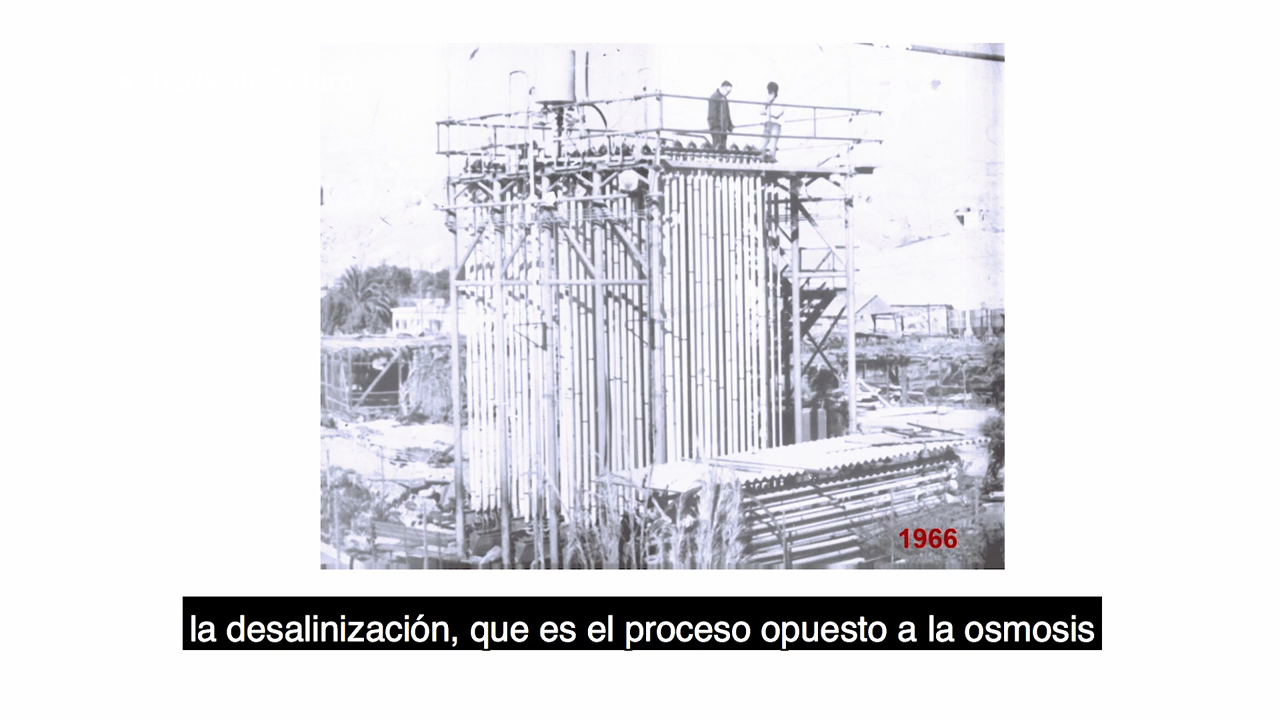 1966
la desalinización, que es el proceso opuesto a la osmosis